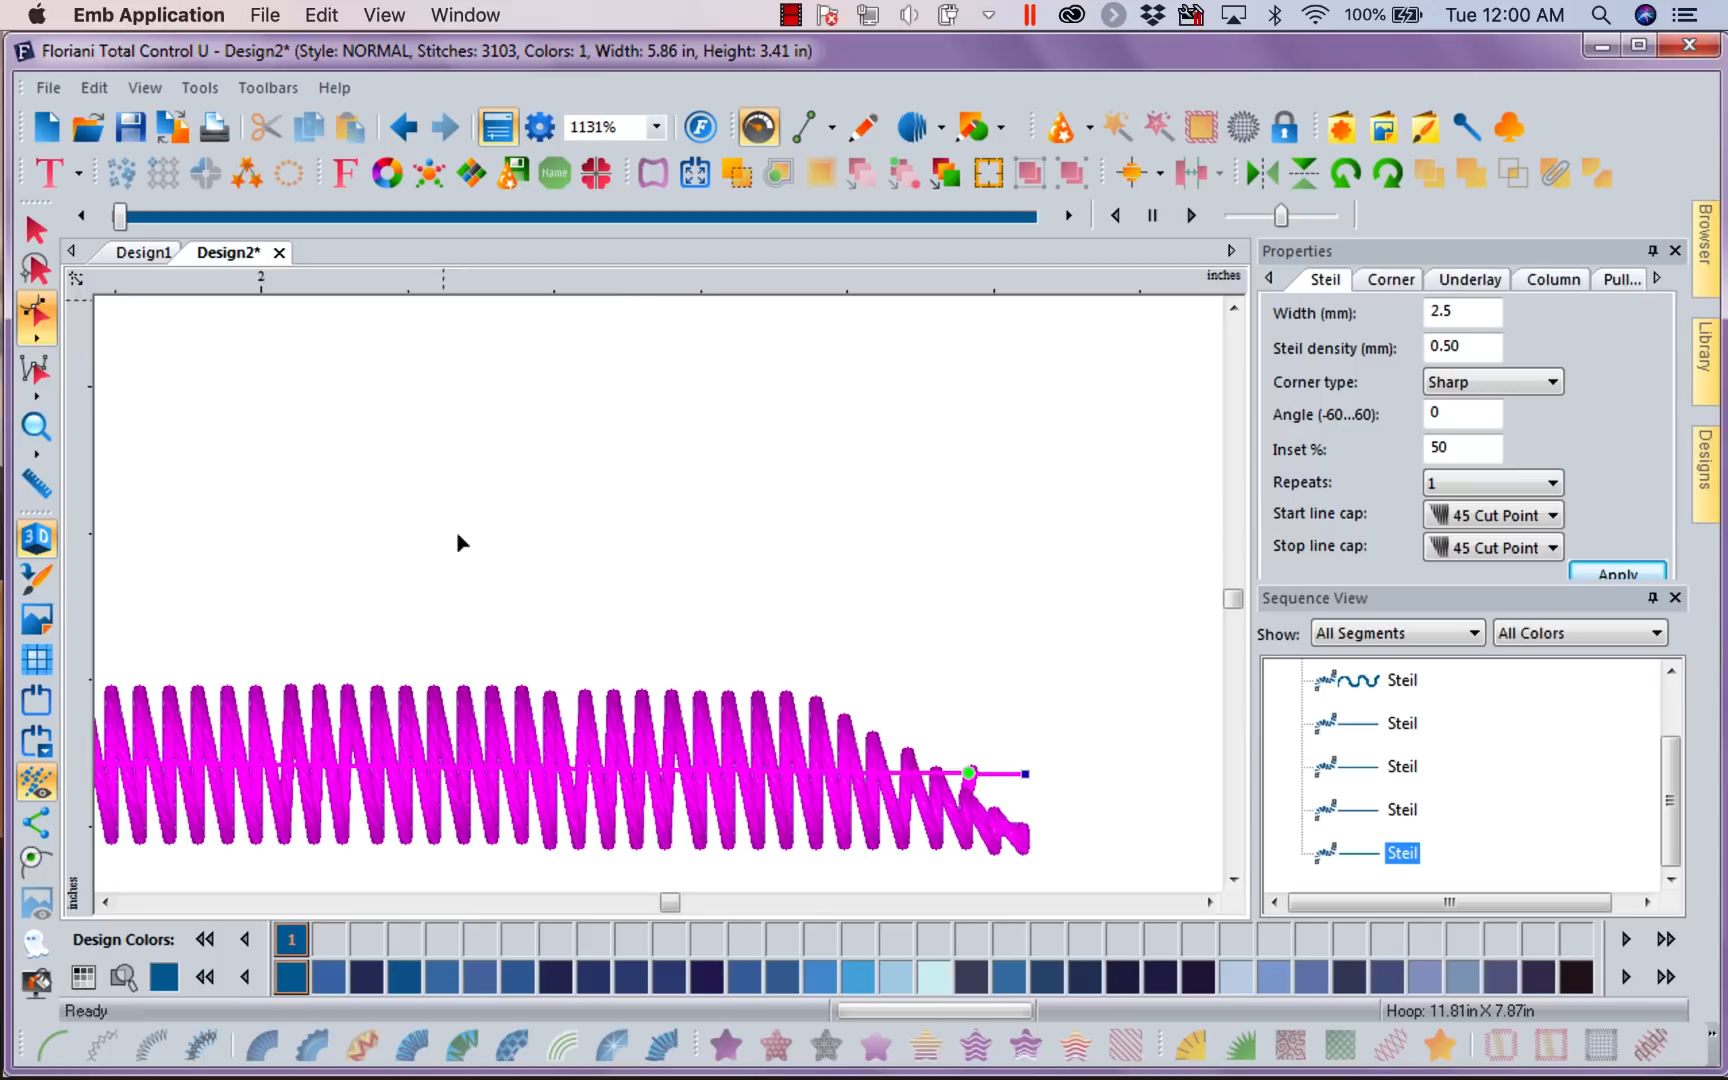 Emb Application File Edit View Window 100% Tue 12:00 AM
Floriani Total Control U - Design2* (Style: NORMAL, Stitches: 3103, Colors: 1, Width: 5.86 in, Height: 3.41 in)
File Edit View Tools Toolbars Help
1131%
Name
Design1 Design2*
2 inches
inches
Properties
Steil Corner Underlay Column Pull...
Width (mm): 2.5
Steil density (mm): 0.50
Corner type: Sharp
Angle (-60...60): 0
Inset %: 50
Repeats: 1
Start line cap: 45 Cut Point
Stop line cap: 45 Cut Point
Apply
Sequence View
Show: All Segments All Colors
Steil
Steil
Steil
Steil
Steil
Browser
Library
Designs
3D
Design Colors: 1
Ready Hoop: 11.81in X 7.87in